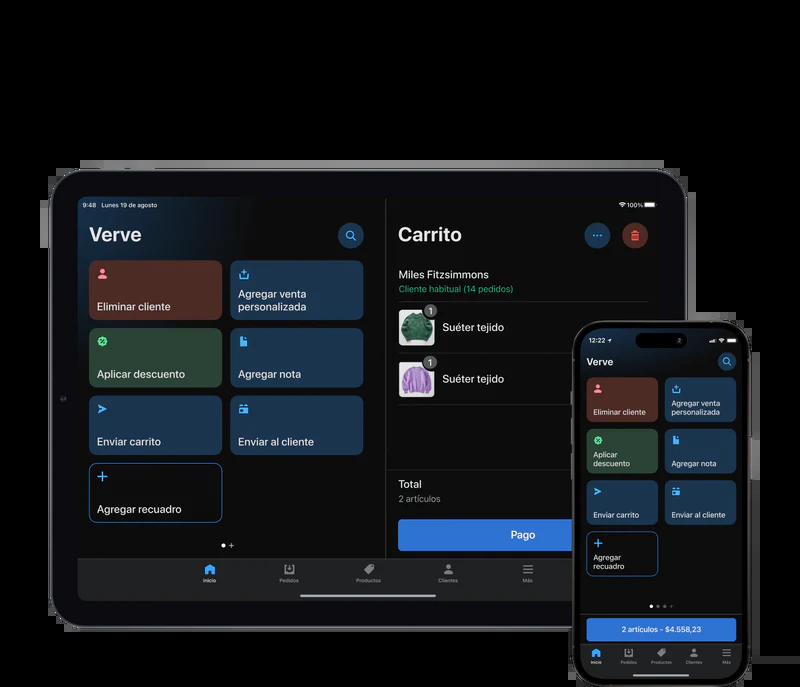 9:48 Lunes 19 de agosto
100%
Verve
Eliminar cliente
Agregar venta
personalizada
Aplicar descuento
Agregar nota
Enviar carrito
Enviar al cliente
Agregar recuadro
Carrito
Miles Fitzsimmons
Cliente habitual (14 pedidos)
1
Suéter tejido
1
Suéter tejido
Total
2 artículos
Pago
Inicio
Pedidos
Productos
Clientes
Más
12:22
Verve
Eliminar cliente
Agregar venta
personalizada
Aplicar
descuento
Agregar nota
Enviar carrito
Enviar al cliente
Agregar
recuadro
2 artículos - $4.558,23
Inicio
Pedidos
Productos
Clientes
Más